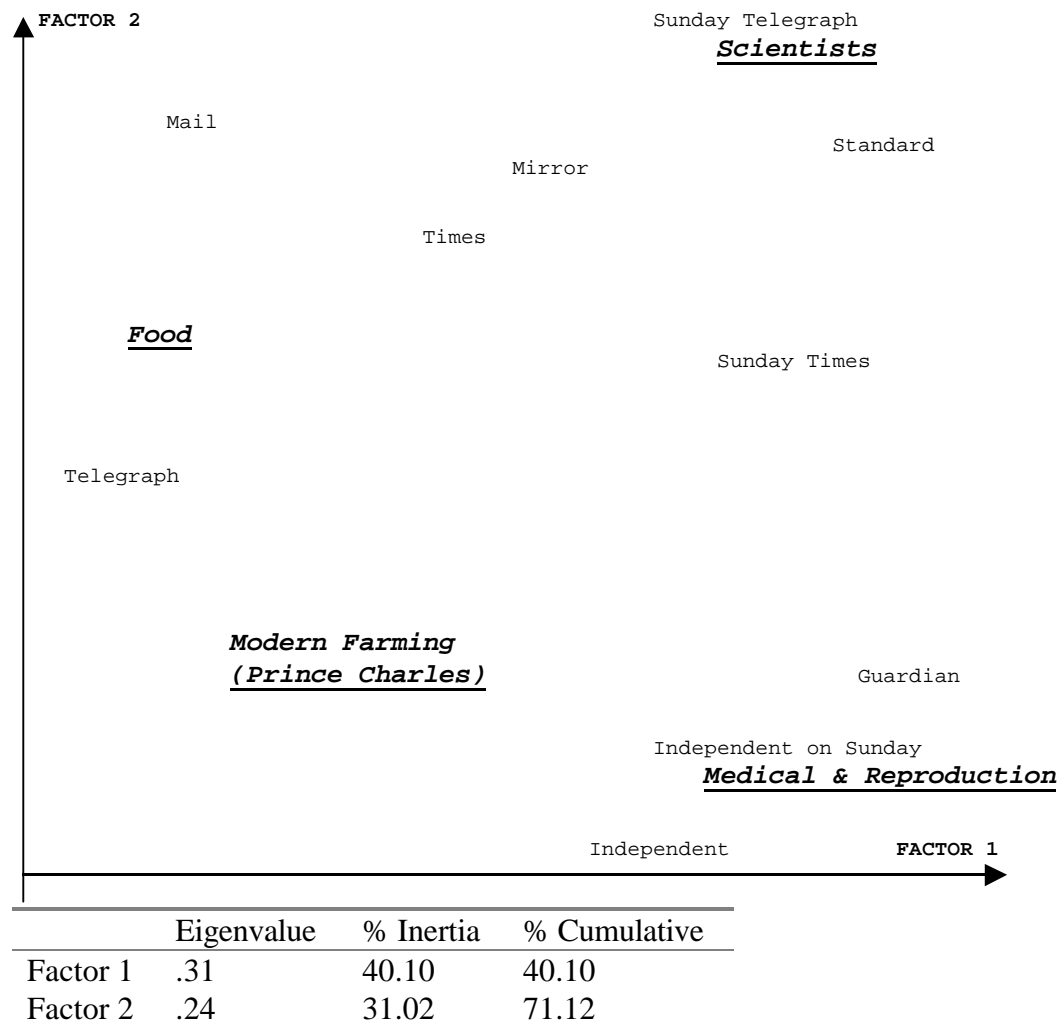 FACTOR 2
Sunday Telegraph
Scientists
Mail
Standard
Mirror
Times
Food
Sunday Times
Telegraph
Modern Farming
(Prince Charles)
Guardian
Independent on Sunday
Medical & Reproduction
Independent FACTOR 1
Eigenvalue % Inertia % Cumulative
Factor 1 .31 40.10 40.10
Factor 2 .24 31.02 71.12